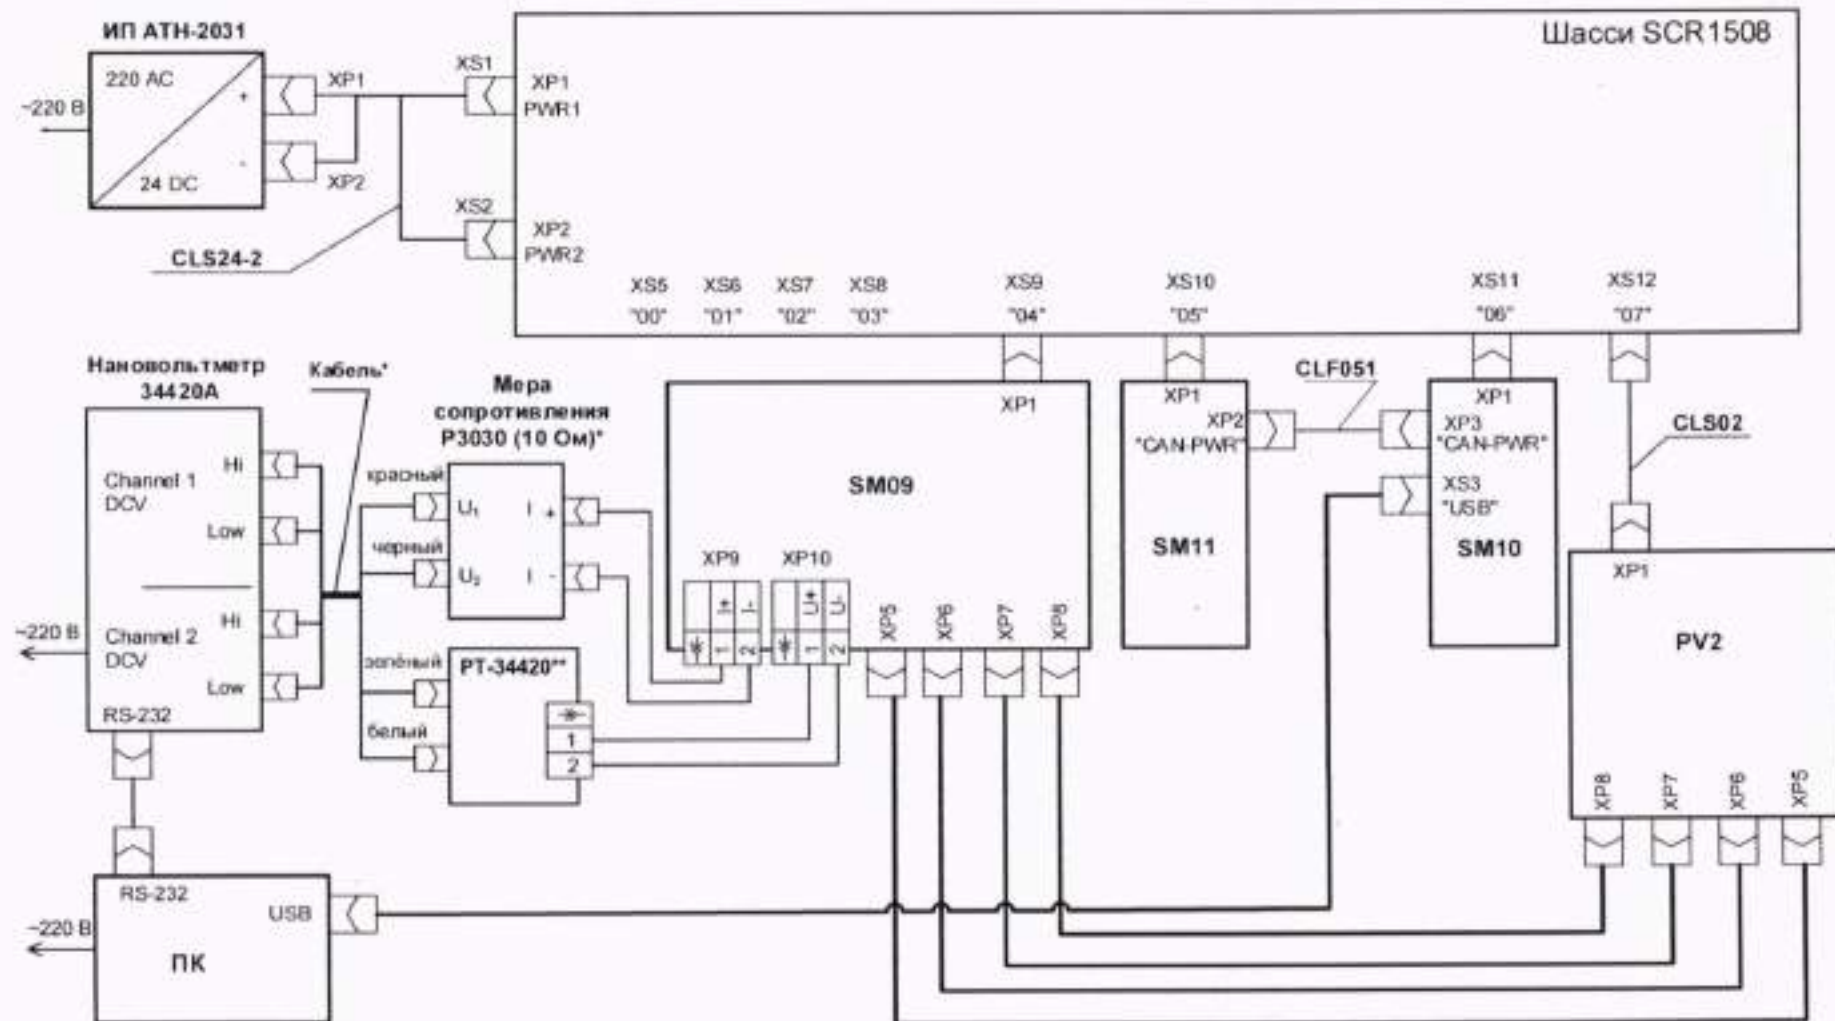 ИП АТН-2031
220 AC
+
-
24 DC
~220 В
XP1
XP2
CLS24-2
XS1
XS2
Шасси SCR1508
XP1
PWR1
XP2
PWR2
XS5
"00"
XS6
"01"
XS7
"02"
XS8
"03"
XS9
"04"
XS10
"05"
XS11
"06"
XS12
"07"
Нановольтметр
34420А
Channel 1
DCV
Hi
Low
Channel 2
DCV
Hi
Low
RS-232
~220 В
Кабель*
Мера
сопротивления
Р3030 (10 Ом)*
красный
черный
U₁
I +
U₂
I -
зелёный
белый
РТ-34420**
1
2
XP1
SM09
XP9
XP10
I+
I-
U+
U-
1
2
1
2
XP5
XP6
XP7
XP8
XP1
XP2
"CAN-PWR"
SM11
CLF051
XP1
XP3
"CAN-PWR"
XS3
"USB"
SM10
CLS02
XP1
PV2
XP8
XP7
XP6
XP5
RS-232
USB
~220 В
ПК